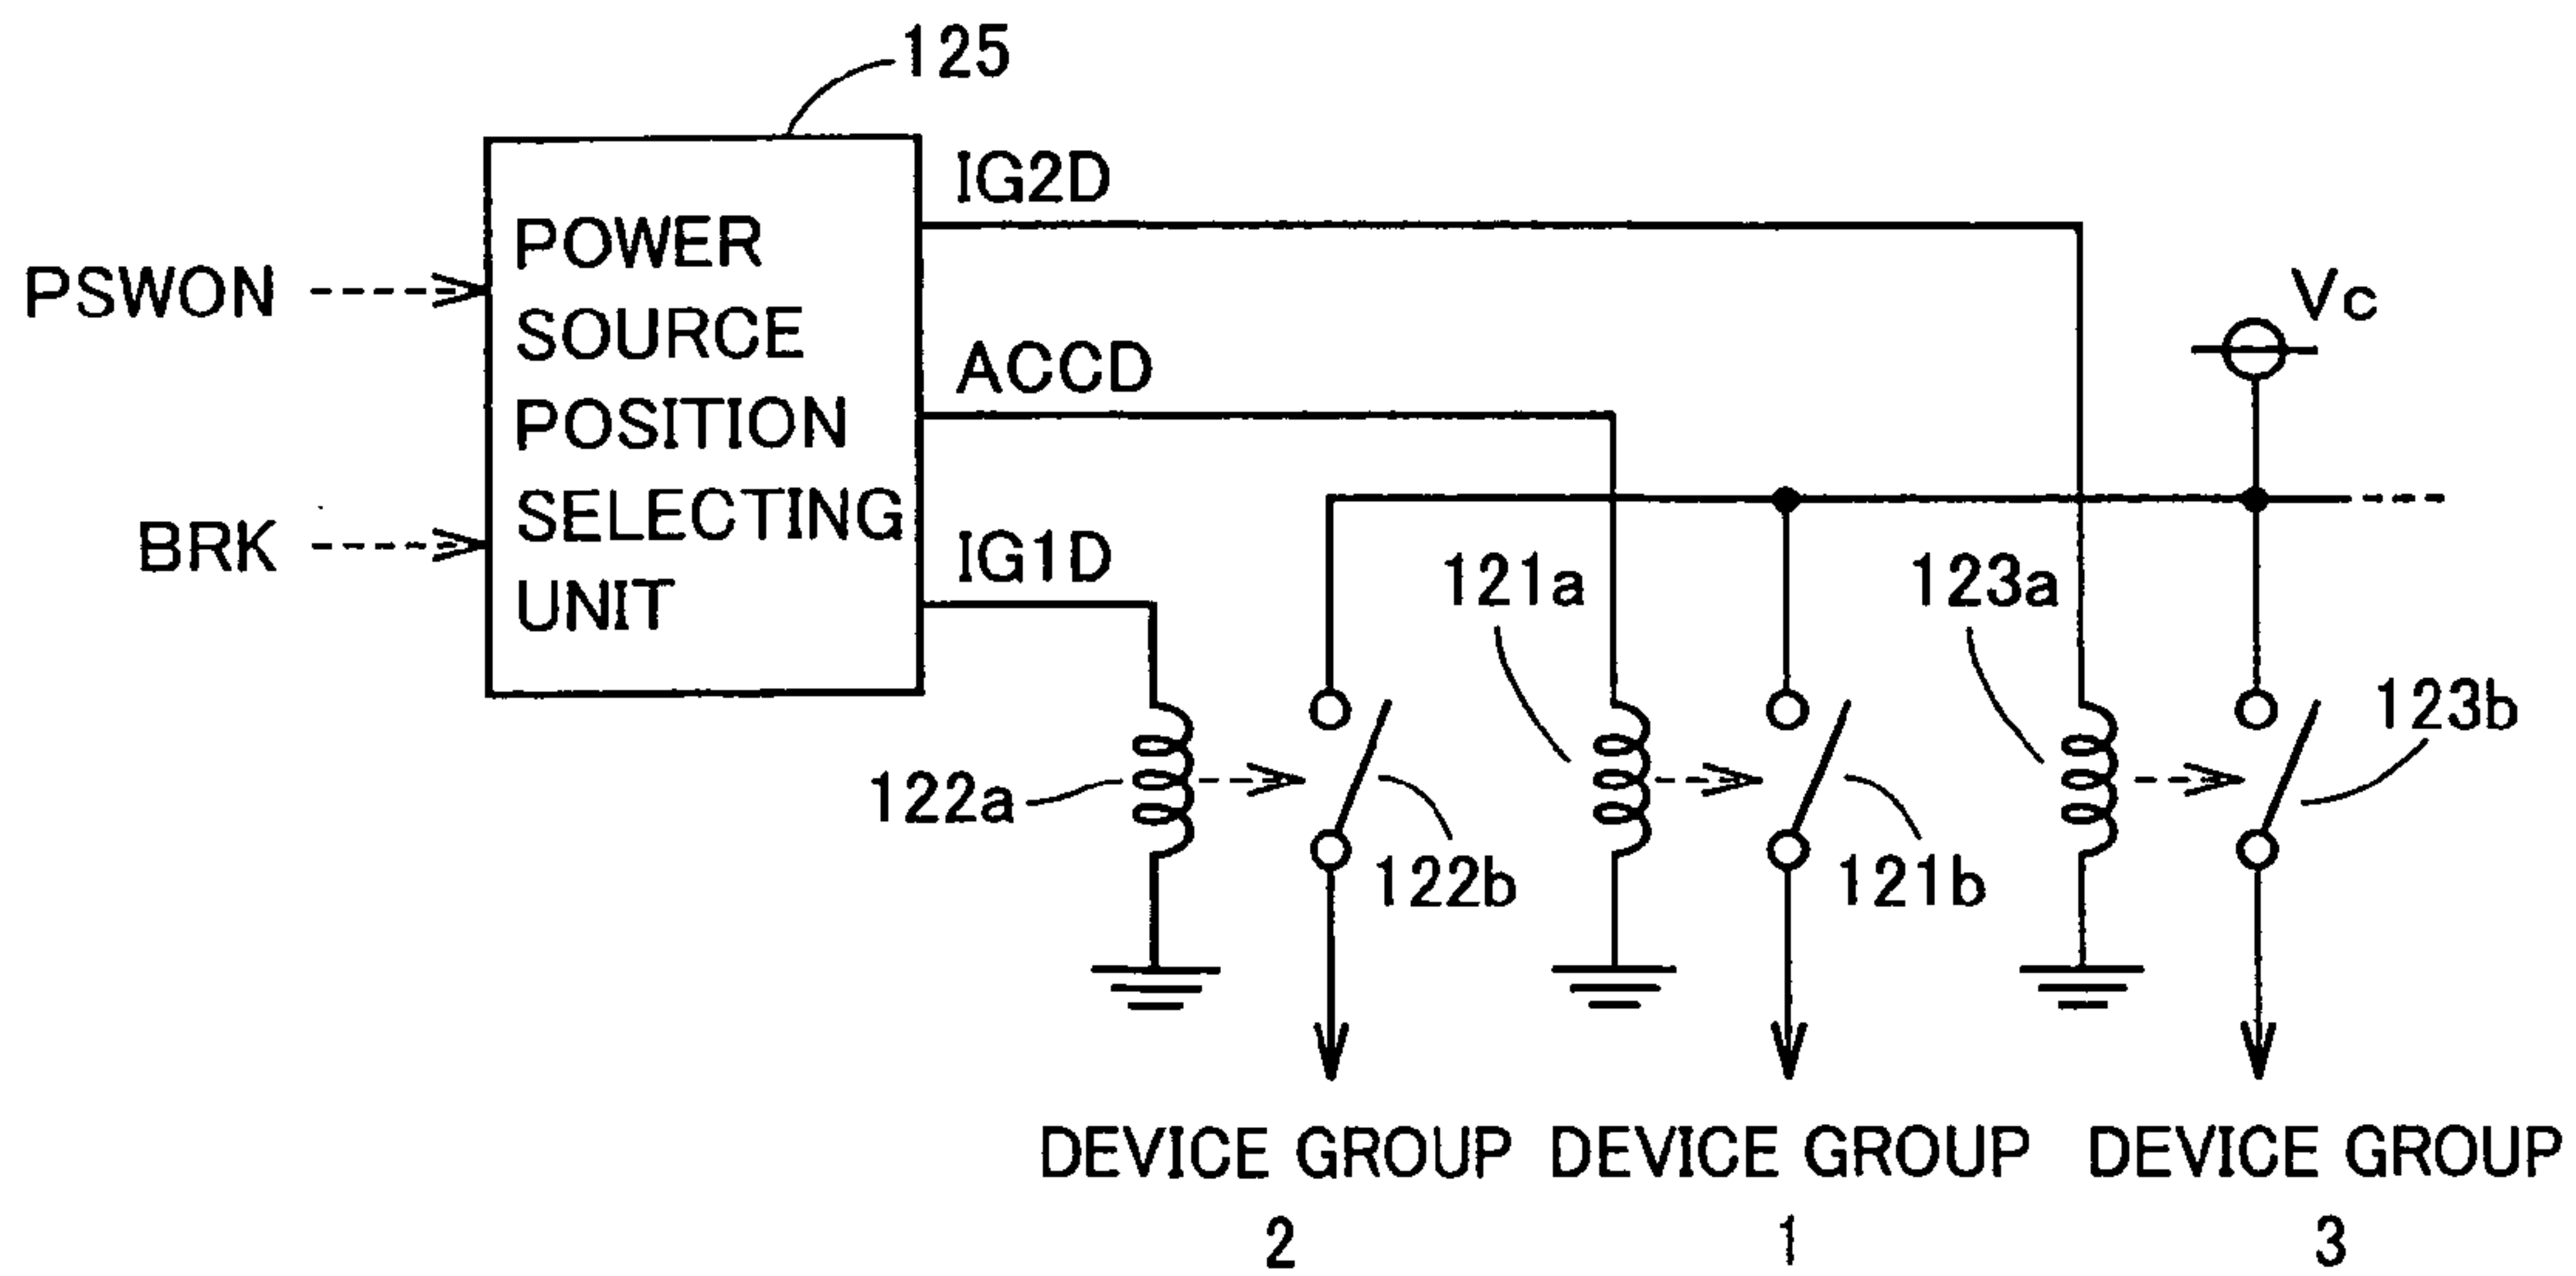 125
IG2D
POWER
SOURCE
POSITION
SELECTING
UNIT
PSWON
BRK
ACCD
IG1D
Vc
121a
123a
123b
122a
122b
121b
DEVICE GROUP
2
DEVICE GROUP
1
DEVICE GROUP
3